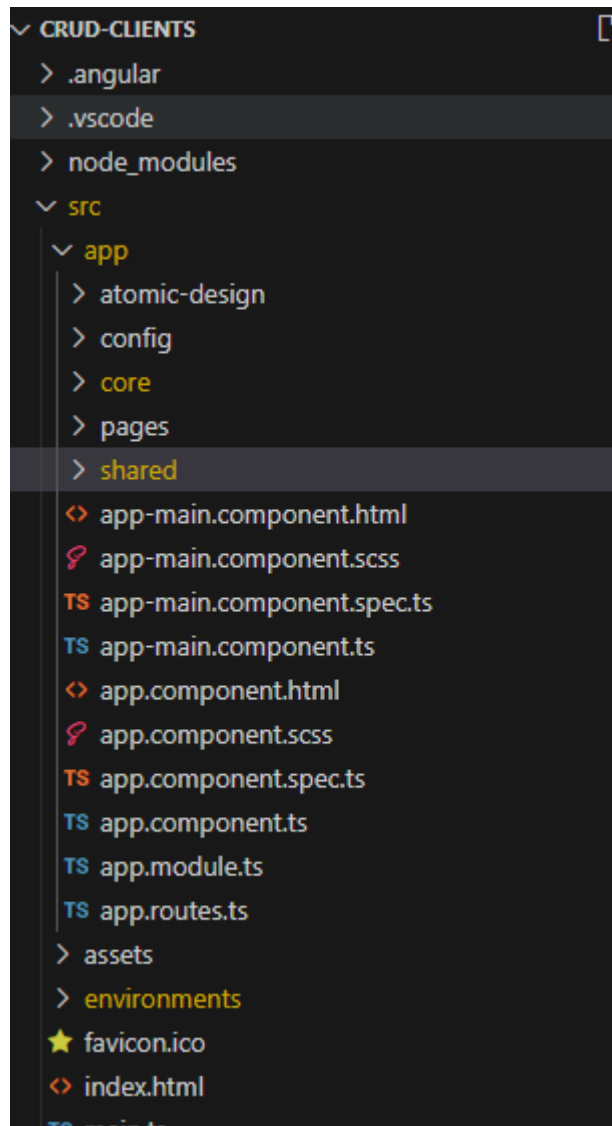 CRUD-CLIENTS
.angular
.vscode
node_modules
src
app
atomic-design
config
core
pages
shared
app-main.component.html
app-main.component.scss
TS app-main.component.spec.ts
TS app-main.component.ts
app.component.html
app.component.scss
TS app.component.spec.ts
TS app.component.ts
TS app.module.ts
TS app.routes.ts
assets
environments
favicon.ico
index.html